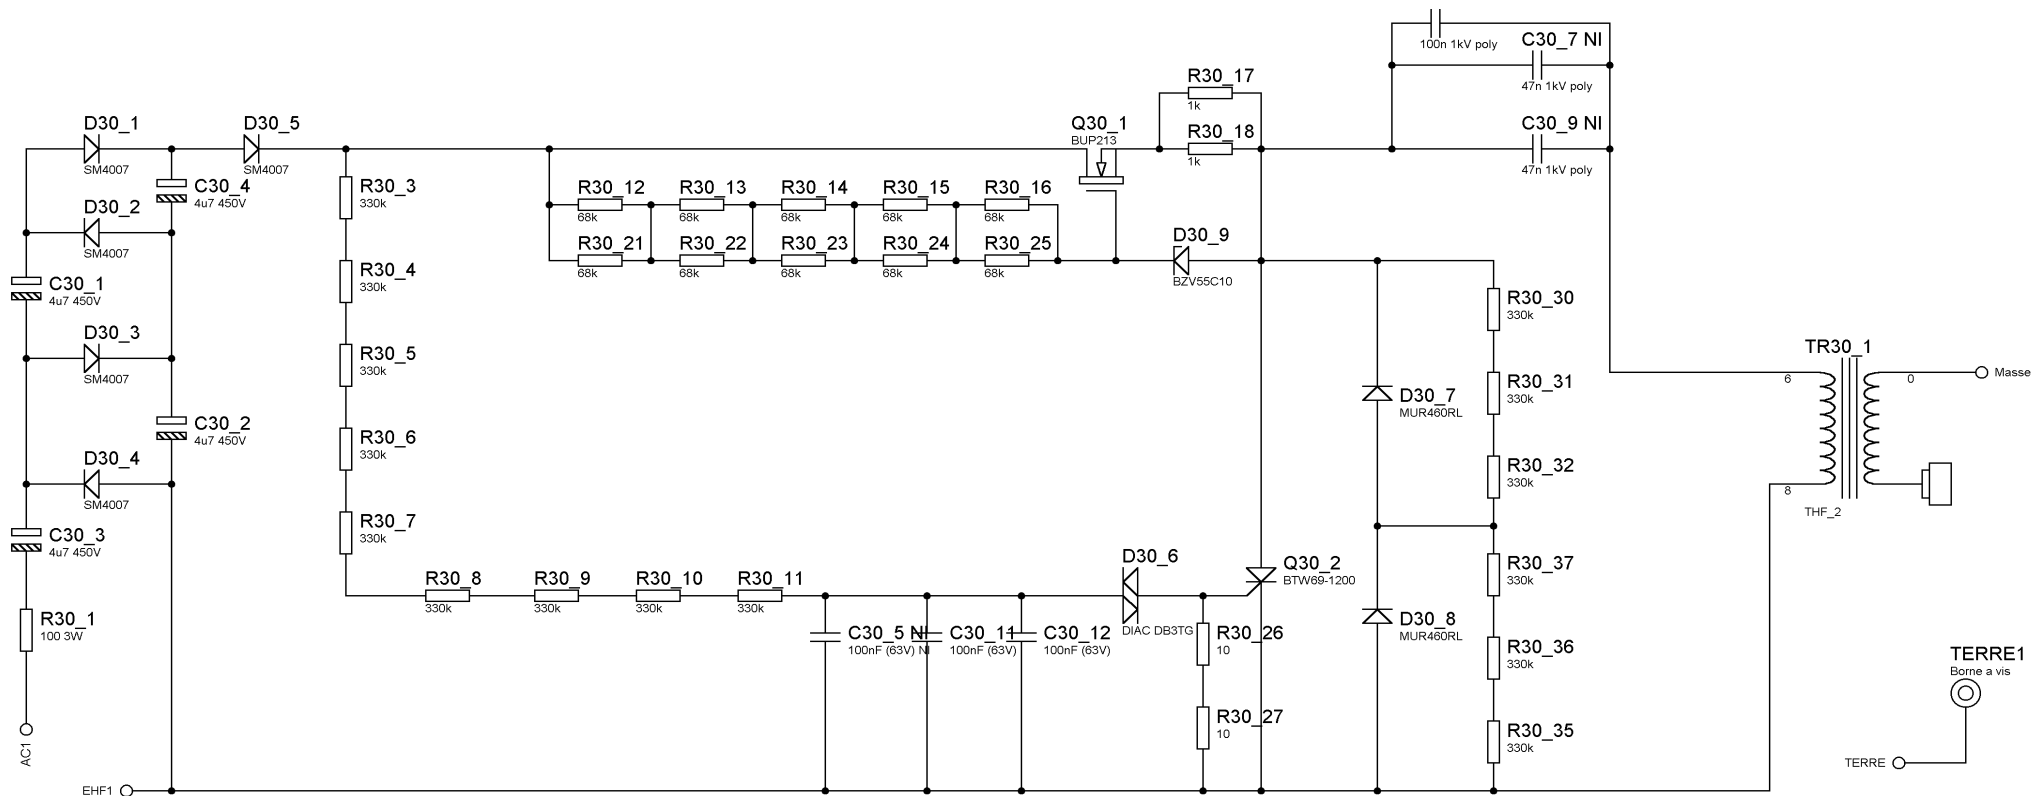 100n 1kV poly
C30_7 NI
47n 1kV poly
R30_17
1k
D30_1
SM4007
D30_5
SM4007
Q30_1
BUP213
R30_18
1k
C30_9 NI
47n 1kV poly
C30_4
4u7 450V
R30_3
330k
R30_12
68k
R30_13
68k
R30_14
68k
R30_15
68k
R30_16
68k
D30_2
SM4007
R30_21
68k
R30_22
68k
R30_23
68k
R30_24
68k
R30_25
68k
D30_9
BZV55C10
C30_1
4u7 450V
R30_4
330k
R30_30
330k
D30_3
SM4007
R30_5
330k
TR30_1
6
0
Masse
R30_31
330k
D30_7
MUR460RL
C30_2
4u7 450V
R30_6
330k
D30_4
SM4007
R30_32
330k
8
THF_2
C30_3
4u7 450V
R30_7
330k
D30_6
DIAC DB3TG
Q30_2
BTW69-1200
R30_37
330k
R30_8
330k
R30_9
330k
R30_10
330k
R30_11
330k
R30_1
100 3W
C30_5 NI
100nF (63V) NI
C30_11
100nF (63V)
C30_12
100nF (63V)
R30_26
10
D30_8
MUR460RL
R30_36
330k
TERRE1
Borne a vis
R30_27
10
R30_35
330k
AC1
TERRE
EHF1